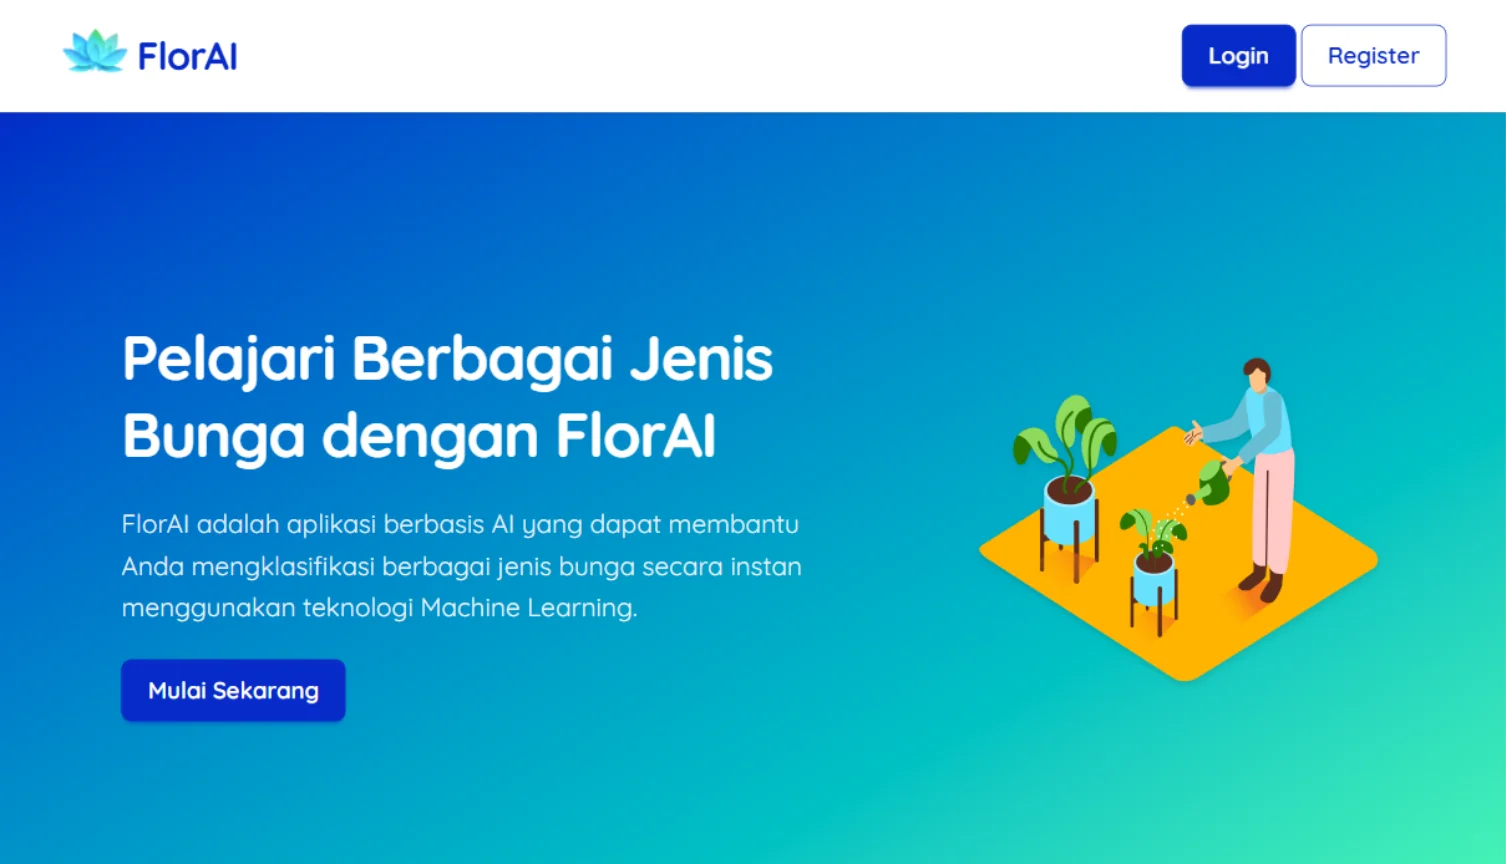 FlorAI
Login
Register
Pelajari Berbagai Jenis
Bunga dengan FlorAI
FlorAI adalah aplikasi berbasis AI yang dapat membantu
Anda mengklasifikasi berbagai jenis bunga secara instan
menggunakan teknologi Machine Learning.
Mulai Sekarang